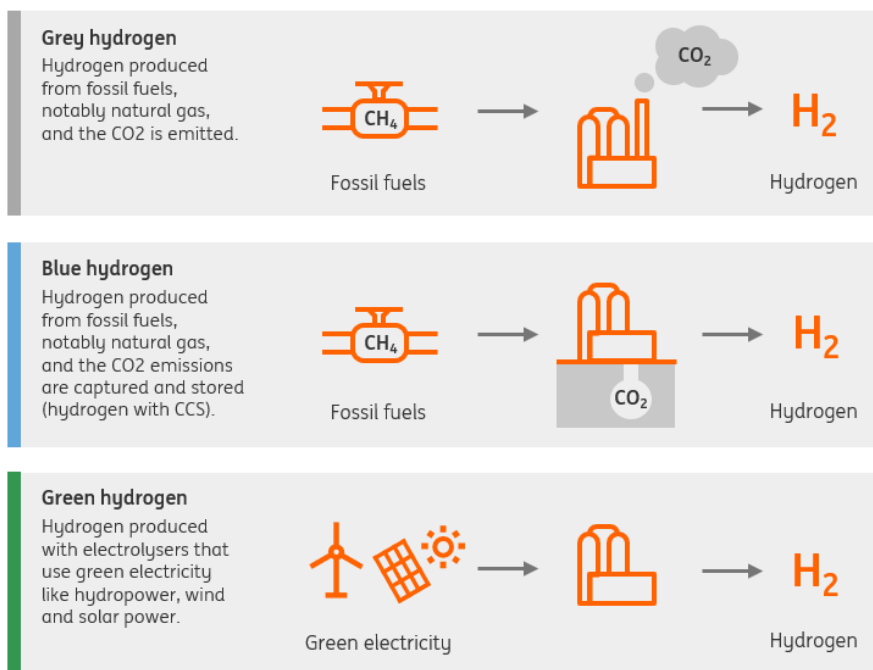 Grey hydrogen
Hydrogen produced
from fossil fuels,
notably natural gas,
and the CO2 is emitted.
CH₄
Fossil fuels
CO₂
H₂
Hydrogen
Blue hydrogen
Hydrogen produced
from fossil fuels,
notably natural gas,
and the CO2 emissions
are captured and stored
(hydrogen with CCS).
CH₄
Fossil fuels
CO₂
H₂
Hydrogen
Green hydrogen
Hydrogen produced
with electrolysers that
use green electricity
like hydropower, wind
and solar power.
Green electricity
H₂
Hydrogen